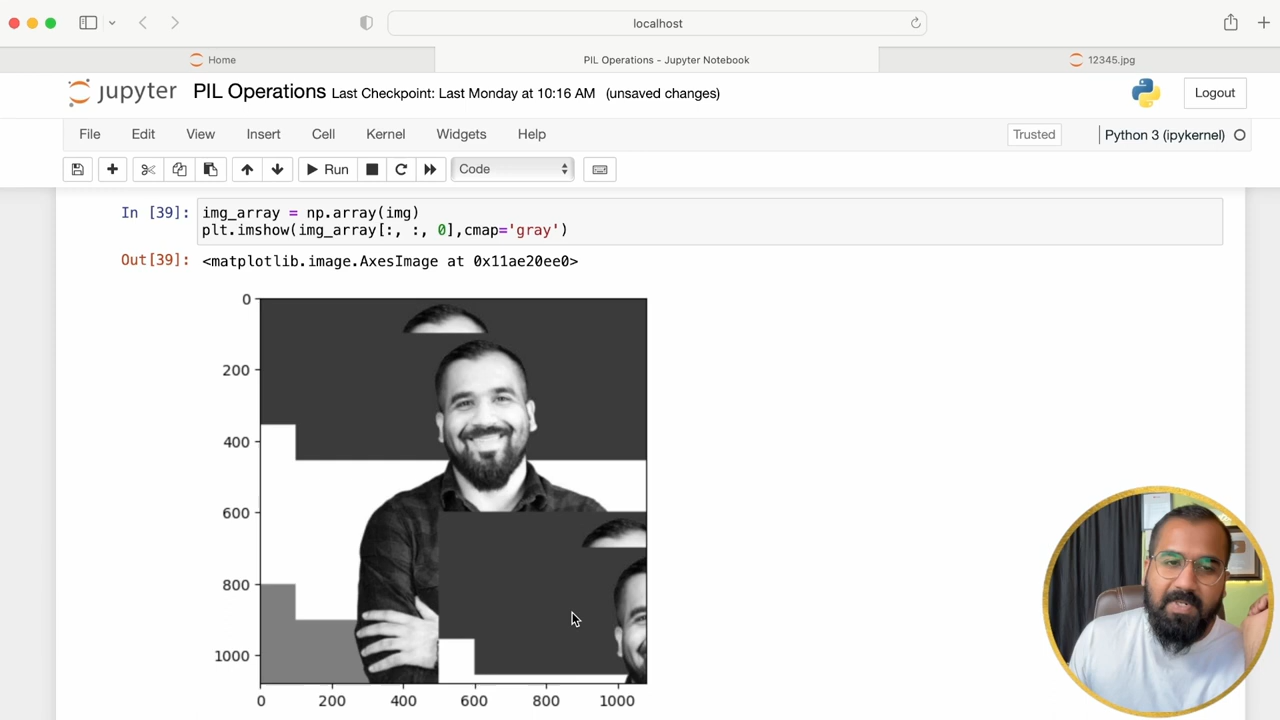 localhost
Home
PIL Operations - Jupyter Notebook
12345.jpg
jupyter PIL Operations Last Checkpoint: Last Monday at 10:16 AM (unsaved changes)
Logout
File Edit View Insert Cell Kernel Widgets Help
Trusted Python 3 (ipykernel)
Run Code
In [39]: img_array = np.array(img)
plt.imshow(img_array[:, :, 0],cmap='gray')
Out[39]: <matplotlib.image.AxesImage at 0x11ae20ee0>
0
200
400
600
800
1000
0 200 400 600 800 1000